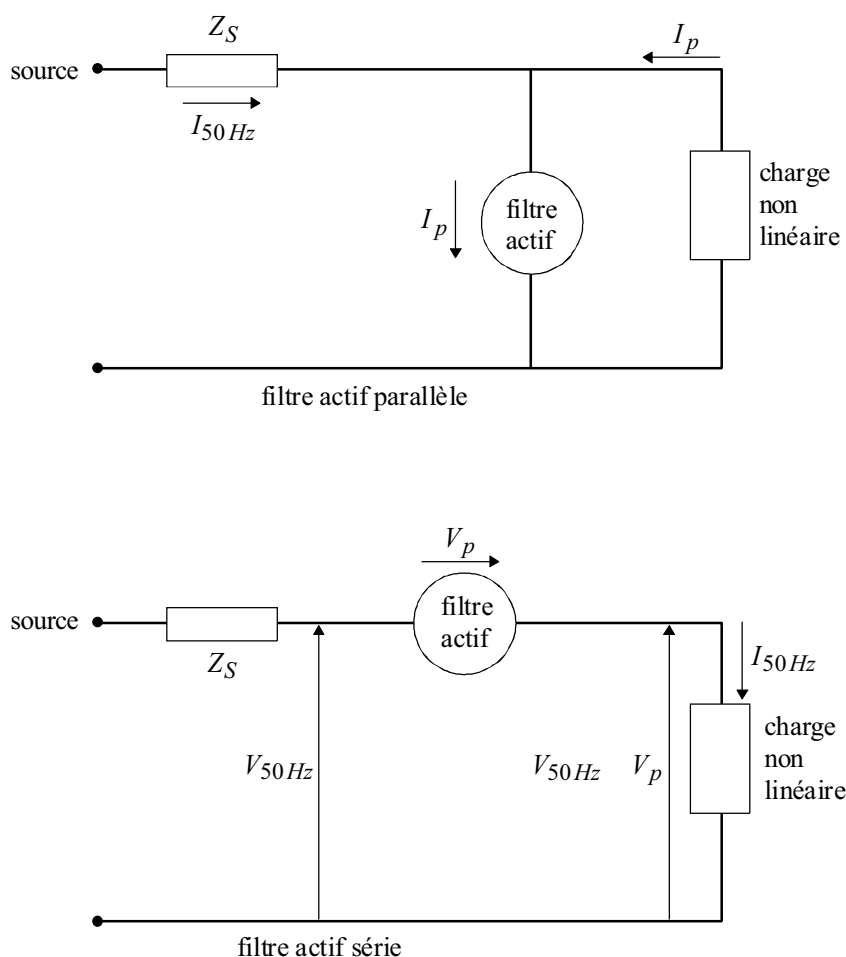 Z_S
I_p
source
I_50 Hz
I_p
filtre
actif
charge
non
linéaire
filtre actif parallèle
V_p
source
filtre
actif
Z_S
I_50 Hz
V_50 Hz
V_50 Hz V_p
charge
non
linéaire
filtre actif série